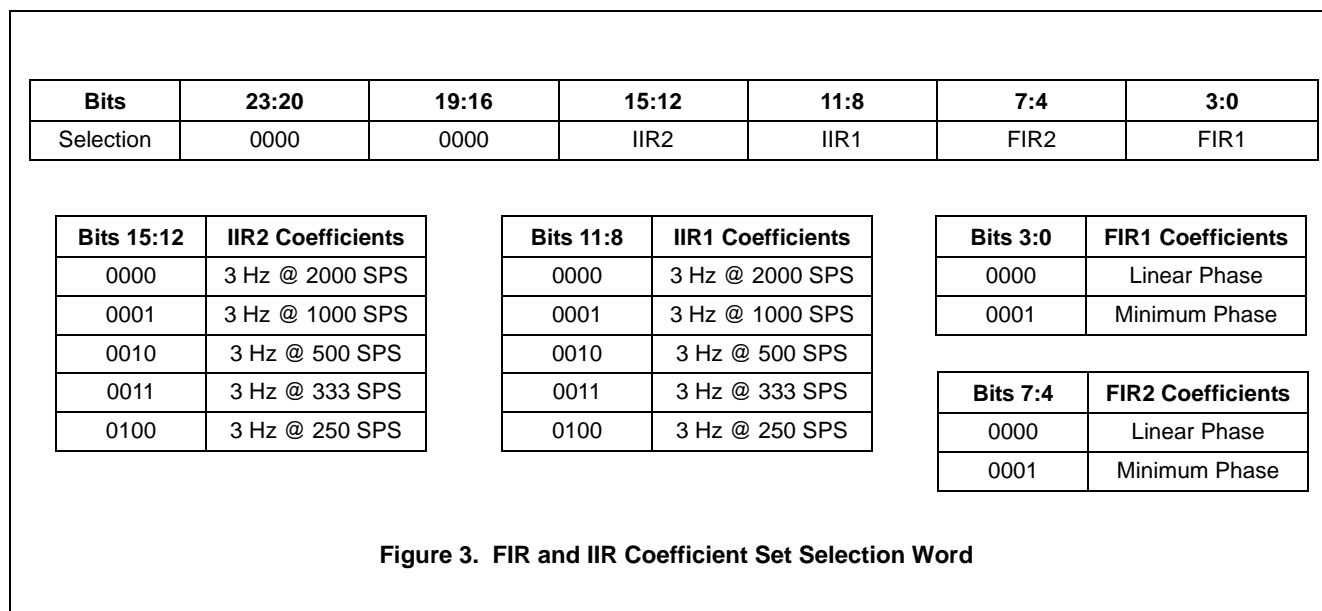 Bits 23:20 19:16 15:12 11:8 7:4 3:0
Selection 0000 0000 IIR2 IIR1 FIR2 FIR1
Bits 15:12 IIR2 Coefficients
0000 3 Hz @ 2000 SPS
0001 3 Hz @ 1000 SPS
0010 3 Hz @ 500 SPS
0011 3 Hz @ 333 SPS
0100 3 Hz @ 250 SPS
Bits 11:8 IIR1 Coefficients
0000 3 Hz @ 2000 SPS
0001 3 Hz @ 1000 SPS
0010 3 Hz @ 500 SPS
0011 3 Hz @ 333 SPS
0100 3 Hz @ 250 SPS
Bits 3:0 FIR1 Coefficients
0000 Linear Phase
0001 Minimum Phase
Bits 7:4 FIR2 Coefficients
0000 Linear Phase
0001 Minimum Phase
Figure 3. FIR and IIR Coefficient Set Selection Word